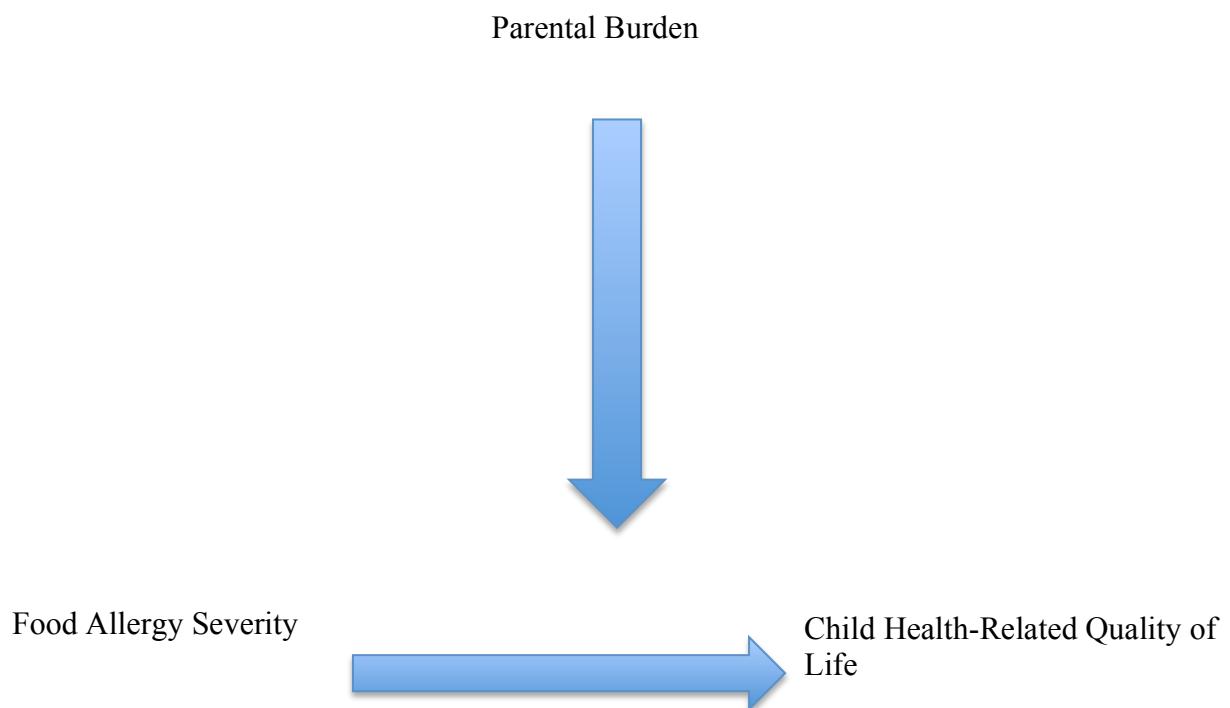 Parental Burden
Food Allergy Severity
Child Health-Related Quality of
Life